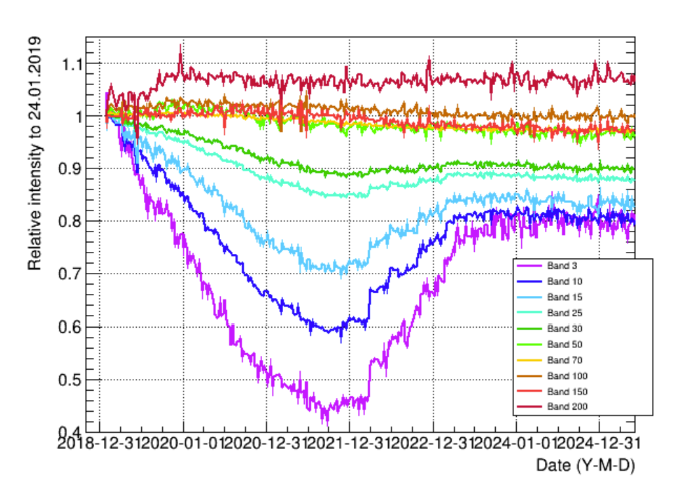 Relative intensity to 24.01.2019
1.1
1
0.9
0.8
0.7
0.6
0.5
0.4
Band 3
Band 10
Band 15
Band 25
Band 30
Band 50
Band 70
Band 100
Band 150
Band 200
2018-12-31 2020-01-01 2020-12-31 2021-12-31 2022-12-31 2024-01-01 2024-12-31
Date (Y-M-D)